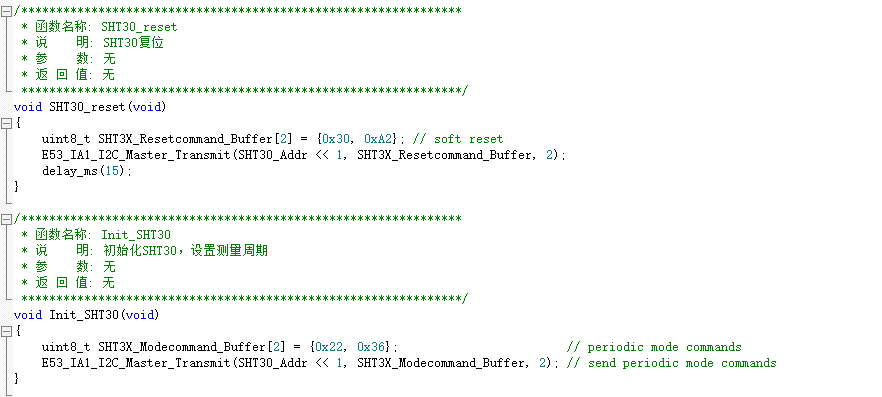 /***************************************************************
 * 函数名称: SHT30_reset
 * 说    明: SHT30复位
 * 参    数: 无
 * 返 回 值: 无
 ***************************************************************/
void SHT30_reset(void)
{
    uint8_t SHT3X_Resetcommand_Buffer[2] = {0x30, 0xA2}; // soft reset
    E53_IA1_I2C_Master_Transmit(SHT30_Addr << 1, SHT3X_Resetcommand_Buffer, 2);
    delay_ms(15);
}
/***************************************************************
 * 函数名称: Init_SHT30
 * 说    明: 初始化SHT30，设置测量周期
 * 参    数: 无
 * 返 回 值: 无
 ***************************************************************/
void Init_SHT30(void)
{
    uint8_t SHT3X_Modecommand_Buffer[2] = {0x22, 0x36};                        // periodic mode commands
    E53_IA1_I2C_Master_Transmit(SHT30_Addr << 1, SHT3X_Modecommand_Buffer, 2); // send periodic mode commands
}